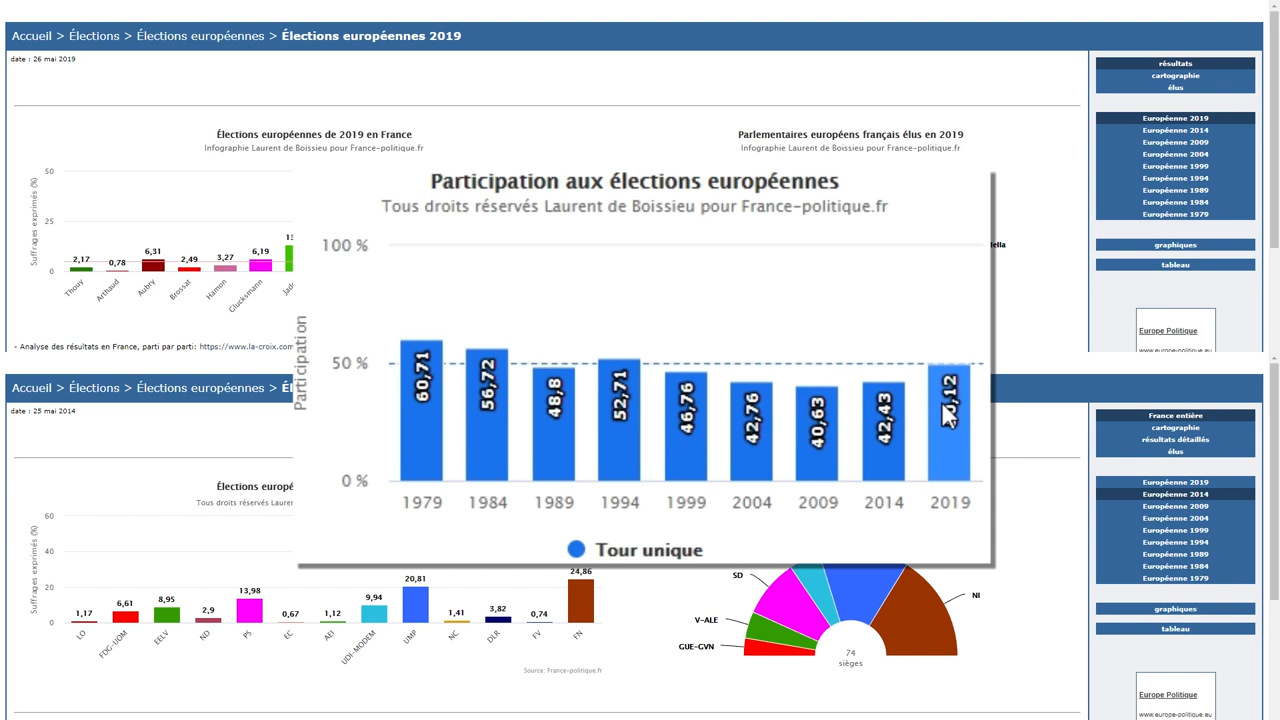 Accueil > Élections > Élections européennes > Élections européennes 2019
date : 26 mai 2019
résultats
cartographie
élus
Européenne 2019
Européenne 2014
Européenne 2009
Européenne 2004
Européenne 1999
Européenne 1994
Européenne 1989
Européenne 1984
Européenne 1979
graphiques
tableau
Europe Politique
www.europe-politique.eu
Élections européennes de 2019 en France
Infographie Laurent de Boissieu pour France-politique.fr
Parlementaires européens français élus en 2019
Infographie Laurent de Boissieu pour France-politique.fr
Suffrages exprimés (%)
50
25
0
2,17
0,78
6,31
2,49
3,27
6,19
13
Thouy
Arthaud
Aubry
Brossat
Hamon
Glucksmann
Jad
- Analyse des résultats en France, parti par parti: https://www.la-croix.com
Participation aux élections européennes
Tous droits réservés Laurent de Boissieu pour France-politique.fr
Participation
100 %
50 %
0 %
60,71
56,72
48,8
52,71
46,76
42,76
40,63
42,43
,12
1979
1984
1989
1994
1999
2004
2009
2014
2019
Tour unique
Accueil > Élections > Élections européennes > Él
date : 25 mai 2014
France entière
cartographie
résultats détaillés
élus
Européenne 2019
Européenne 2014
Européenne 2009
Européenne 2004
Européenne 1999
Européenne 1994
Européenne 1989
Européenne 1984
Européenne 1979
graphiques
tableau
Europe Politique
www.europe-politique.eu
Élections europé
Tous droits réservés Laurer
Suffrages exprimés (%)
60
40
20
0
1,17
6,61
8,95
2,9
13,98
0,67
1,12
9,94
20,81
1,41
3,82
0,74
24,86
LO
FDG-UOM
EELV
ND
PS
EC
AEI
UDI-MODEM
UMP
NC
DLR
FV
FN
Source: France-politique.fr
SD
V-ALE
GUE-GVN
NI
74
sièges